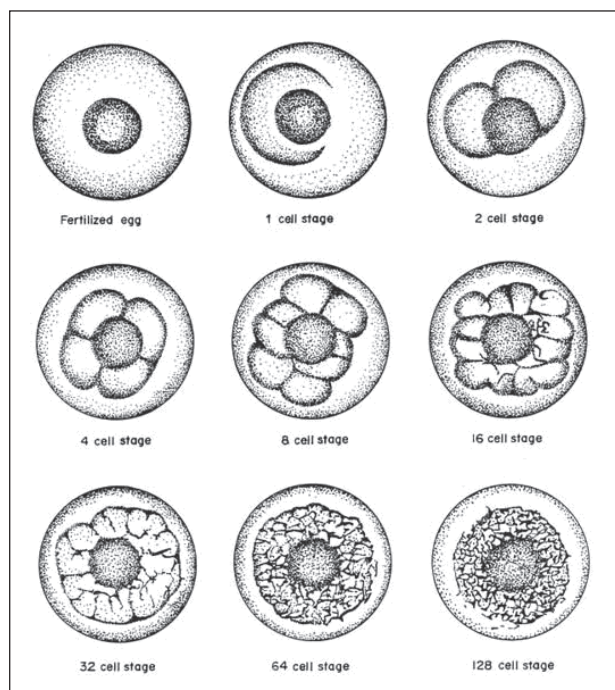 Fertilized egg
1 cell stage
2 cell stage
4 cell stage
8 cell stage
16 cell stage
32 cell stage
64 cell stage
128 cell stage